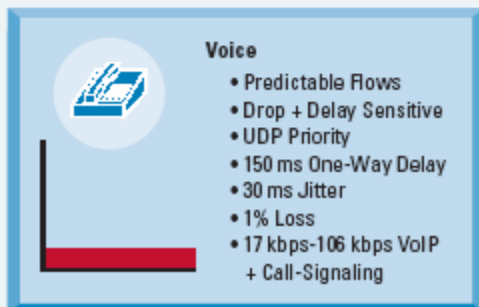 Voice
• Predictable Flows
• Drop + Delay Sensitive
• UDP Priority
• 150 ms One-Way Delay
• 30 ms Jitter
• 1% Loss
• 17 kbps-106 kbps VoIP
+ Call-Signaling